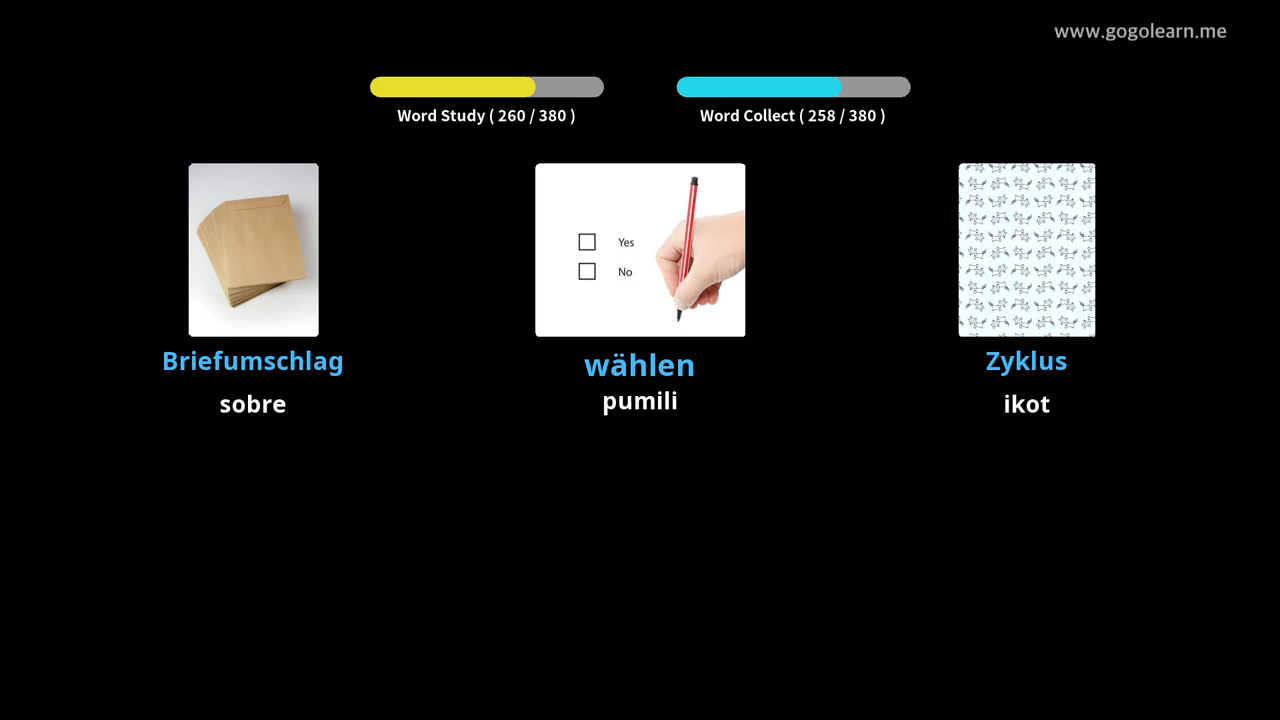 www.gogolearn.me
Word Study ( 260 / 380 )
Word Collect ( 258 / 380 )
Yes
No
Briefumschlag
wählen
Zyklus
sobre
pumili
ikot